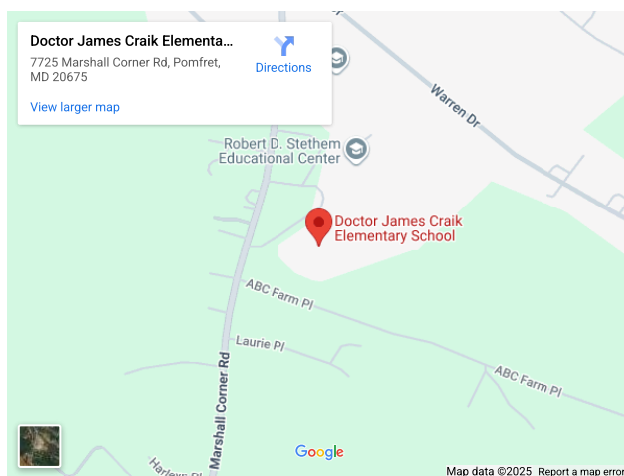 Doctor James Craik Elementa...
7725 Marshall Corner Rd, Pomfret,
MD 20675
Directions
View larger map
Warren Dr
Robert D. Stethem
Educational Center
Doctor James Craik
Elementary School
ABC Farm Pl
Laurie Pl
ABC Farm Pl
Marshall Corner Rd
Google
Map data ©2025
Report a map error